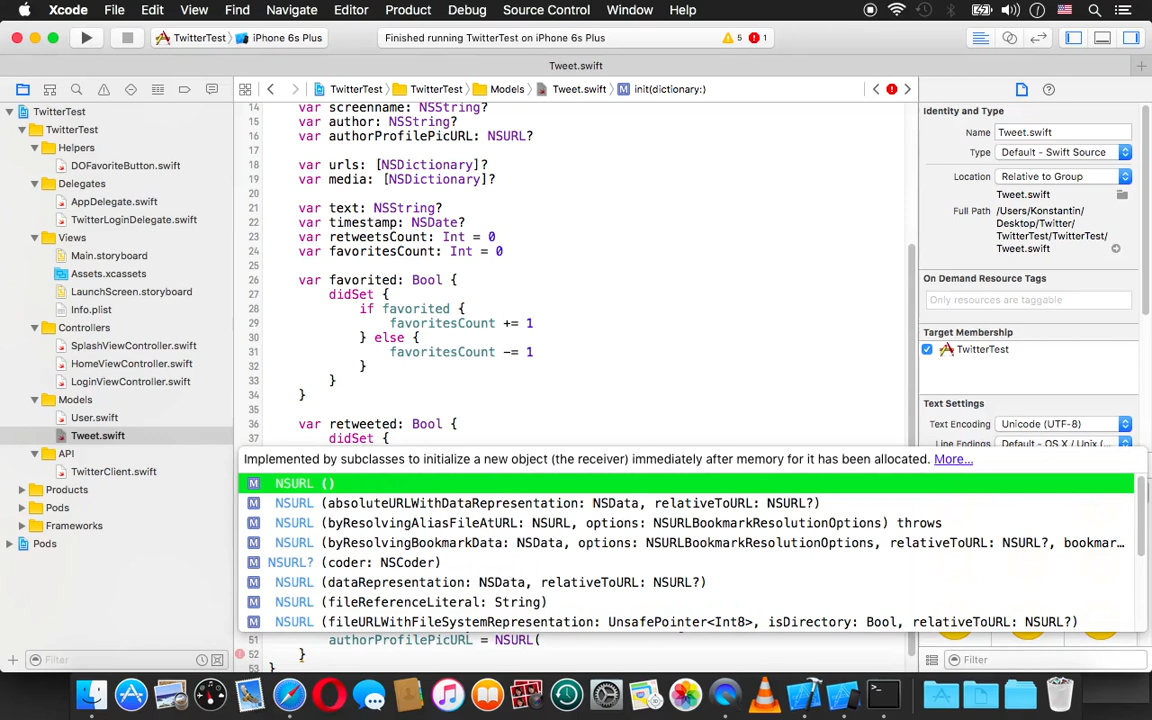 Xcode File Edit View Find Navigate Editor Product Debug Source Control Window Help
TwitterTest iPhone 6s Plus
Finished running TwitterTest on iPhone 6s Plus
5 1
Tweet.swift
TwitterTest
TwitterTest
Helpers
DOFavoriteButton.swift
Delegates
AppDelegate.swift
TwitterLoginDelegate.swift
Views
Main.storyboard
Assets.xcassets
LaunchScreen.storyboard
Info.plist
Controllers
SplashViewController.swift
HomeViewController.swift
LoginViewController.swift
Models
User.swift
Tweet.swift
API
TwitterClient.swift
Products
Pods
Frameworks
Pods
Filter
TwitterTest TwitterTest Models Tweet.swift init(dictionary:)
14 var screenname: NSString?
15 var author: NSString?
16 var authorProfilePicURL: NSURL?
17
18 var urls: [NSDictionary]?
19 var media: [NSDictionary]?
20
21 var text: NSString?
22 var timestamp: NSDate?
23 var retweetsCount: Int = 0
24 var favoritesCount: Int = 0
25
26 var favorited: Bool {
27 didSet {
28 if favorited {
29 favoritesCount += 1
30 } else {
31 favoritesCount -= 1
32 }
33 }
34 }
35
36 var retweeted: Bool {
37 didSet {
Implemented by subclasses to initialize a new object (the receiver) immediately after memory for it has been allocated. More...
M NSURL ()
M NSURL (absoluteURLWithDataRepresentation: NSData, relativeToURL: NSURL?)
M NSURL (byResolvingAliasFileAtURL: NSURL, options: NSURLBookmarkResolutionOptions) throws
M NSURL (byResolvingBookmarkData: NSData, options: NSURLBookmarkResolutionOptions, relativeToURL: NSURL?, bookmar...
M NSURL? (coder: NSCoder)
M NSURL (dataRepresentation: NSData, relativeToURL: NSURL?)
M NSURL (fileReferenceLiteral: String)
M NSURL (fileURLWithFileSystemRepresentation: UnsafePointer<Int8>, isDirectory: Bool, relativeToURL: NSURL?)
51 authorProfilePicURL = NSURL(
52 }
53 }
Identity and Type
Name Tweet.swift
Type Default - Swift Source
Location Relative to Group
Tweet.swift
Full Path /Users/Konstantin/
Desktop/Twitter/
TwitterTest/TwitterTest/
Tweet.swift
On Demand Resource Tags
Only resources are taggable
Target Membership
TwitterTest
Text Settings
Text Encoding Unicode (UTF-8)
Line Endings Default - OS X / Unix (...
Filter